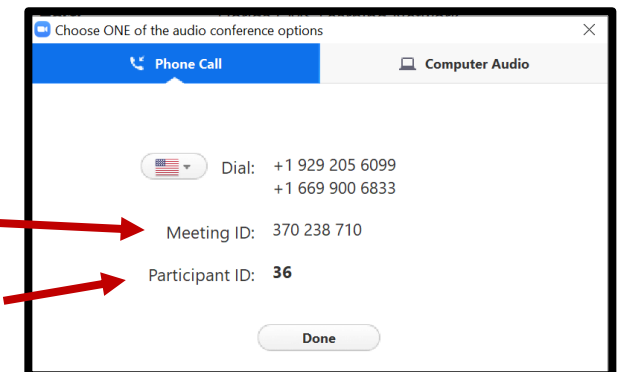 Choose ONE of the audio conference options
Phone Call
Computer Audio
Dial: +1 929 205 6099
+1 669 900 6833
Meeting ID: 370 238 710
Participant ID: 36
Done